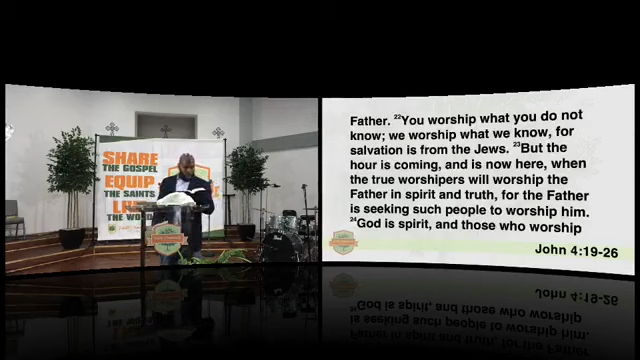 SHARE
THE GOSPEL
EQUIP
THE SAINTS
THE WORD
Father. 22You worship what you do not
know; we worship what we know, for
salvation is from the Jews. 23But the
hour is coming, and is now here, when
the true worshipers will worship the
Father in spirit and truth, for the Father
is seeking such people to worship him.
24God is spirit, and those who worship
John 4:19-26